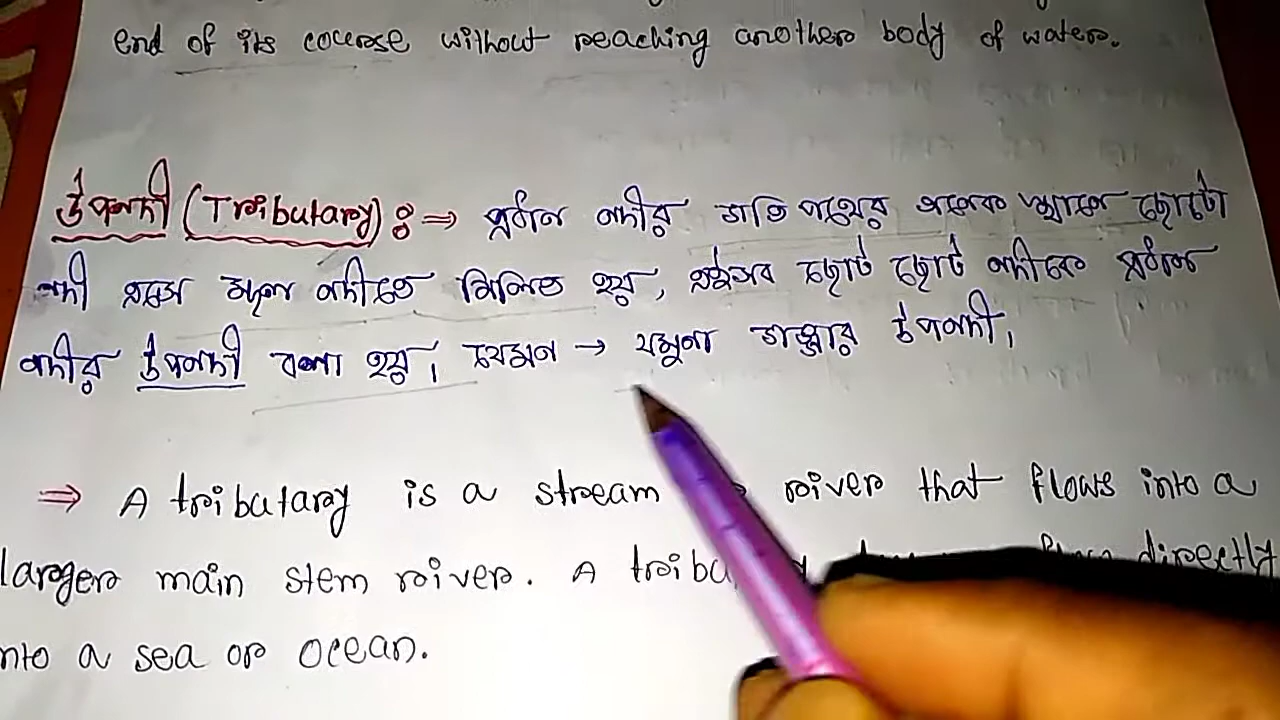 end of its course without reaching another body of water.
উপনদী (Tributary) :⇒ প্রধান নদীর গতি পথের অনেক স্থানে ছোটো
নদী এসে মূল নদীতে মিলিত হয়, এইসব ছোট ছোট নদীকে প্রধান
নদীর উপনদী বলা হয়। যেমন → যমুনা গঙ্গার উপনদী।
⇒ A tributary is a stream river that flows into a
larger main stem river. A tribu directly
into a sea or ocean.